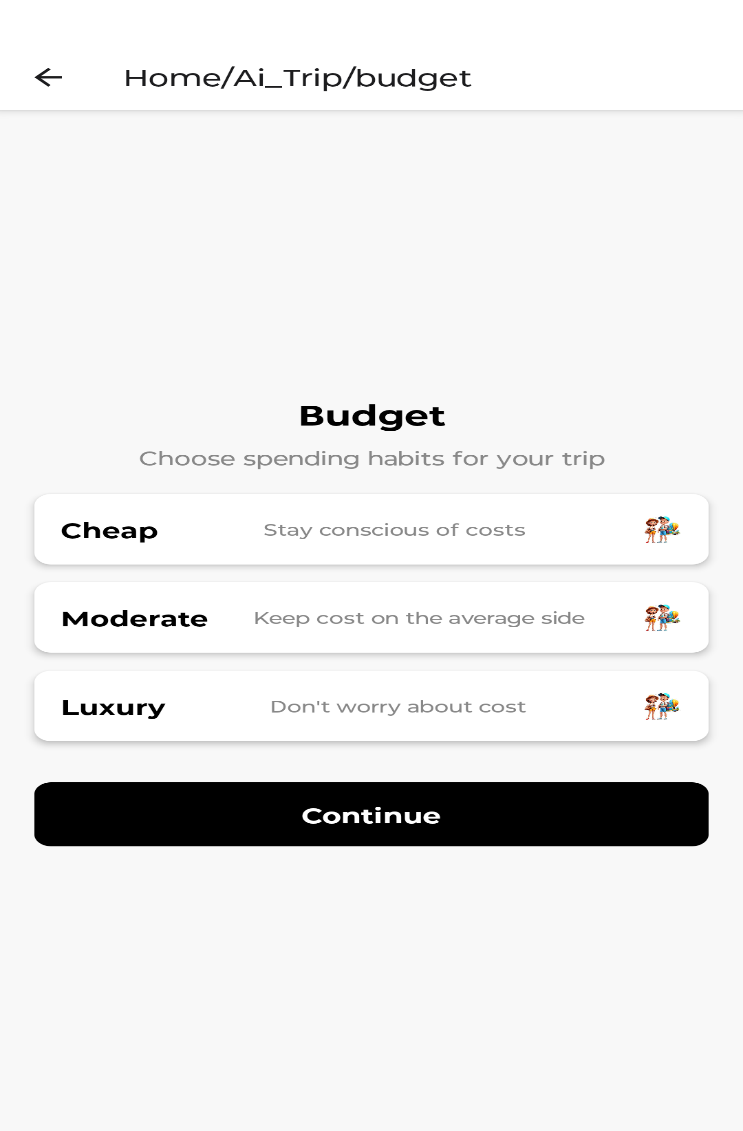 Home/Ai_Trip/budget
Budget
Choose spending habits for your trip
Cheap Stay conscious of costs
Moderate Keep cost on the average side
Luxury Don't worry about cost
Continue